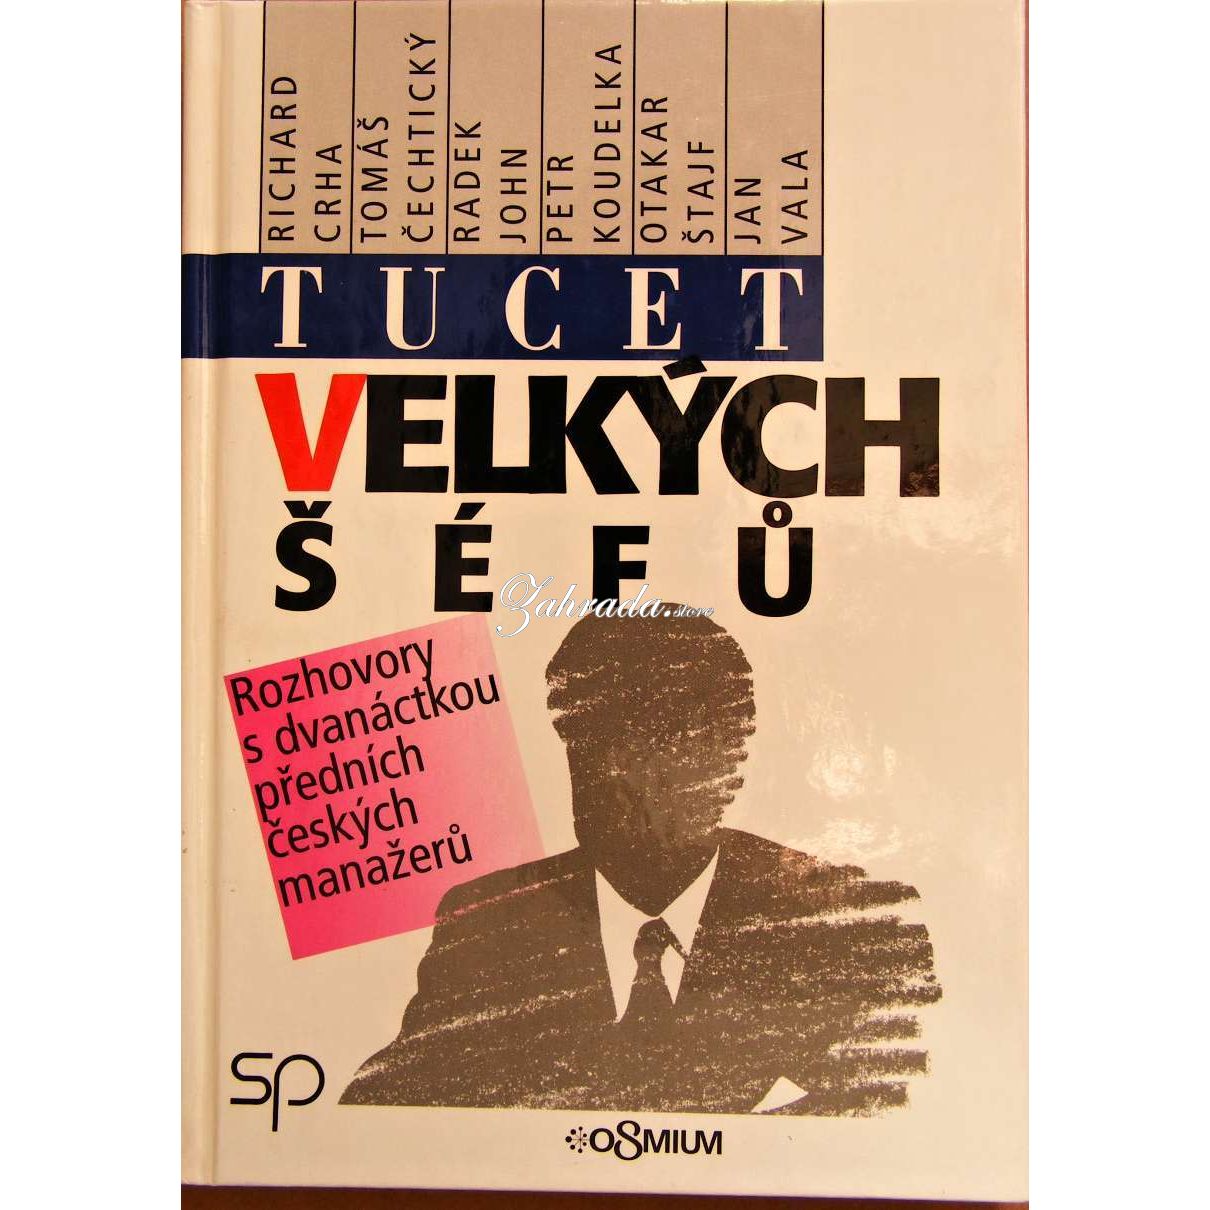 RICHARD
CRHA
TOMÁŠ
ČECHTICKÝ
RADEK
JOHN
PETR
KOUDELKA
OTAKAR
ŠTAJF
JAN
VALA
TUCET
VELKÝCH
ŠÉFŮ
Zahrada.store
Rozhovory
s dvanáctkou
předních
českých
manažerů
sp
OSMIUM